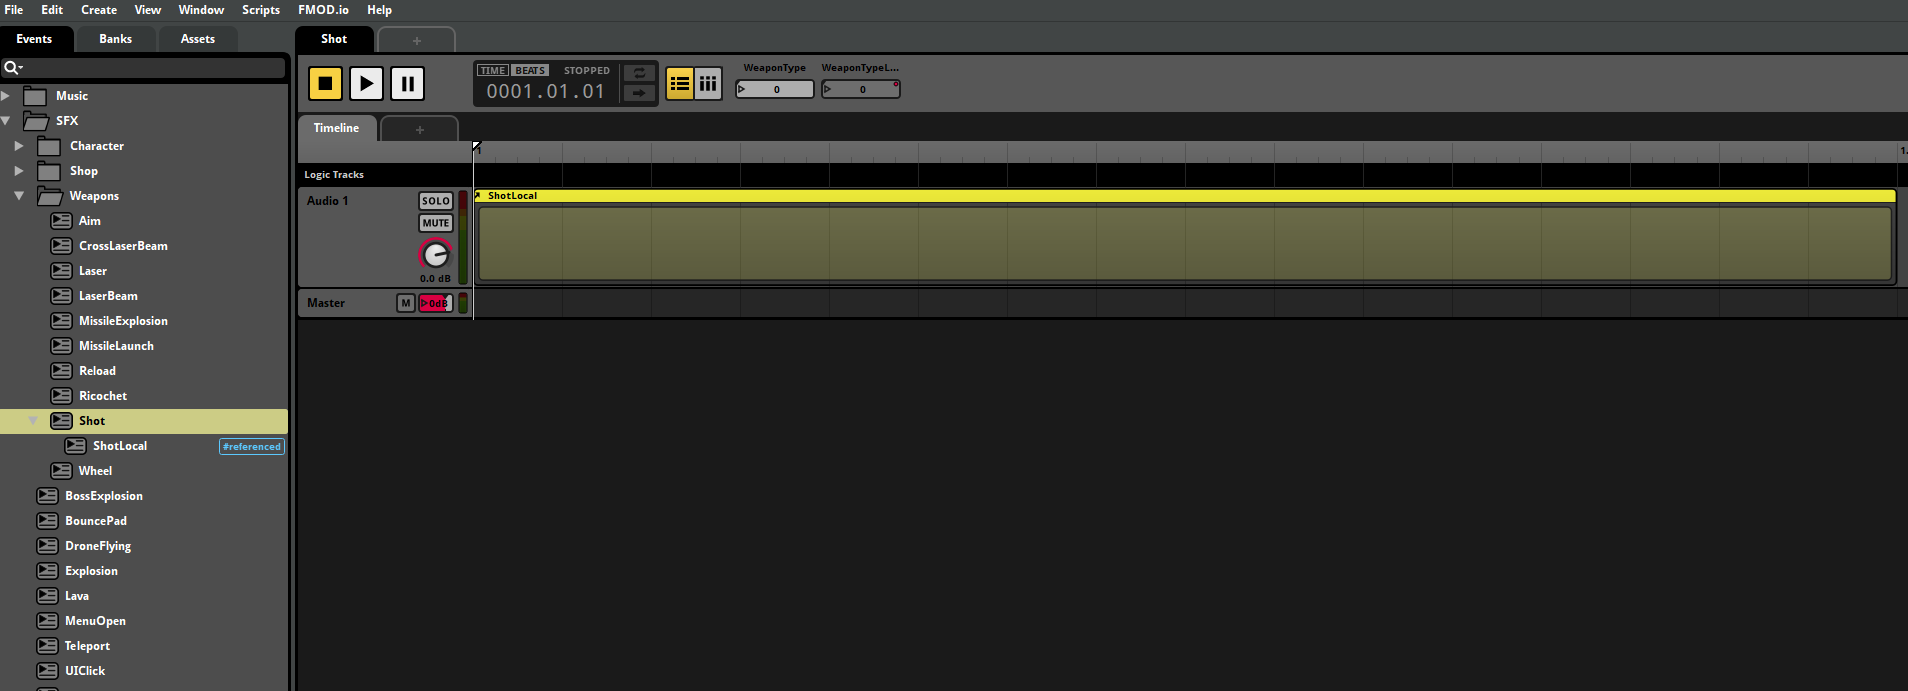 File Edit Create View Window Scripts FMOD.io Help
Events Banks Assets
Shot +
TIME BEATS STOPPED
0001.01.01
WeaponType WeaponTypeL...
0 0
Timeline +
1 1.
Logic Tracks
Audio 1 SOLO
MUTE
0.0 dB
ShotLocal
Master M 0dB
Music
SFX
Character
Shop
Weapons
Aim
CrossLaserBeam
Laser
LaserBeam
MissileExplosion
MissileLaunch
Reload
Ricochet
Shot
ShotLocal #referenced
Wheel
BossExplosion
BouncePad
DroneFlying
Explosion
Lava
MenuOpen
Teleport
UIClick